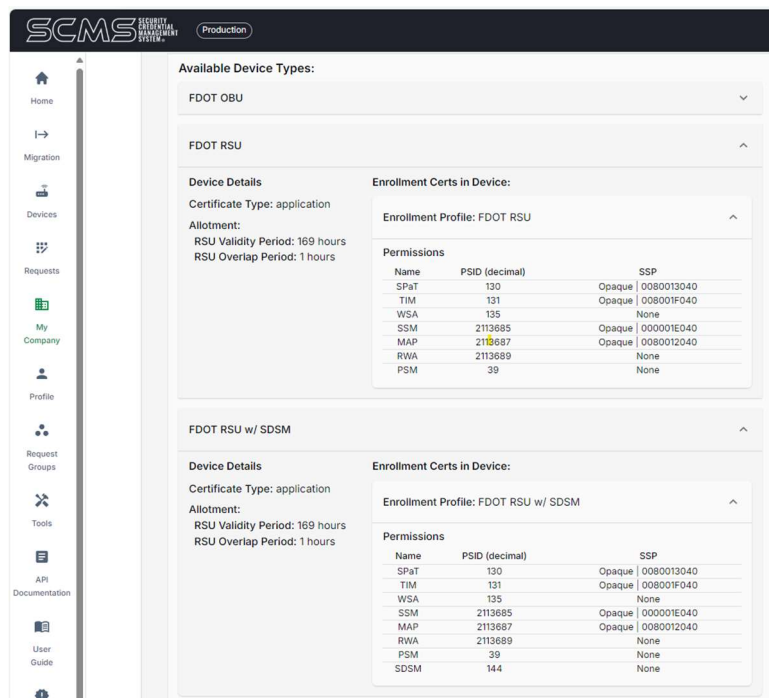 SCMS SECURITY CREDENTIAL MANAGEMENT SYSTEM®
Production
Home
Migration
Devices
Requests
My Company
Profile
Request Groups
Tools
API Documentation
User Guide
Available Device Types:
FDOT OBU
FDOT RSU
Device Details
Certificate Type: application
Allotment:
RSU Validity Period: 169 hours
RSU Overlap Period: 1 hours
Enrollment Certs in Device:
Enrollment Profile: FDOT RSU
Permissions
Name PSID (decimal) SSP
SPaT 130 Opaque | 0080013040
TIM 131 Opaque | 008001F040
WSA 135 None
SSM 2113685 Opaque | 000001E040
MAP 2113687 Opaque | 0080012040
RWA 2113689 None
PSM 39 None
FDOT RSU w/ SDSM
Device Details
Certificate Type: application
Allotment:
RSU Validity Period: 169 hours
RSU Overlap Period: 1 hours
Enrollment Certs in Device:
Enrollment Profile: FDOT RSU w/ SDSM
Permissions
Name PSID (decimal) SSP
SPaT 130 Opaque | 0080013040
TIM 131 Opaque | 008001F040
WSA 135 None
SSM 2113685 Opaque | 000001E040
MAP 2113687 Opaque | 0080012040
RWA 2113689 None
PSM 39 None
SDSM 144 None